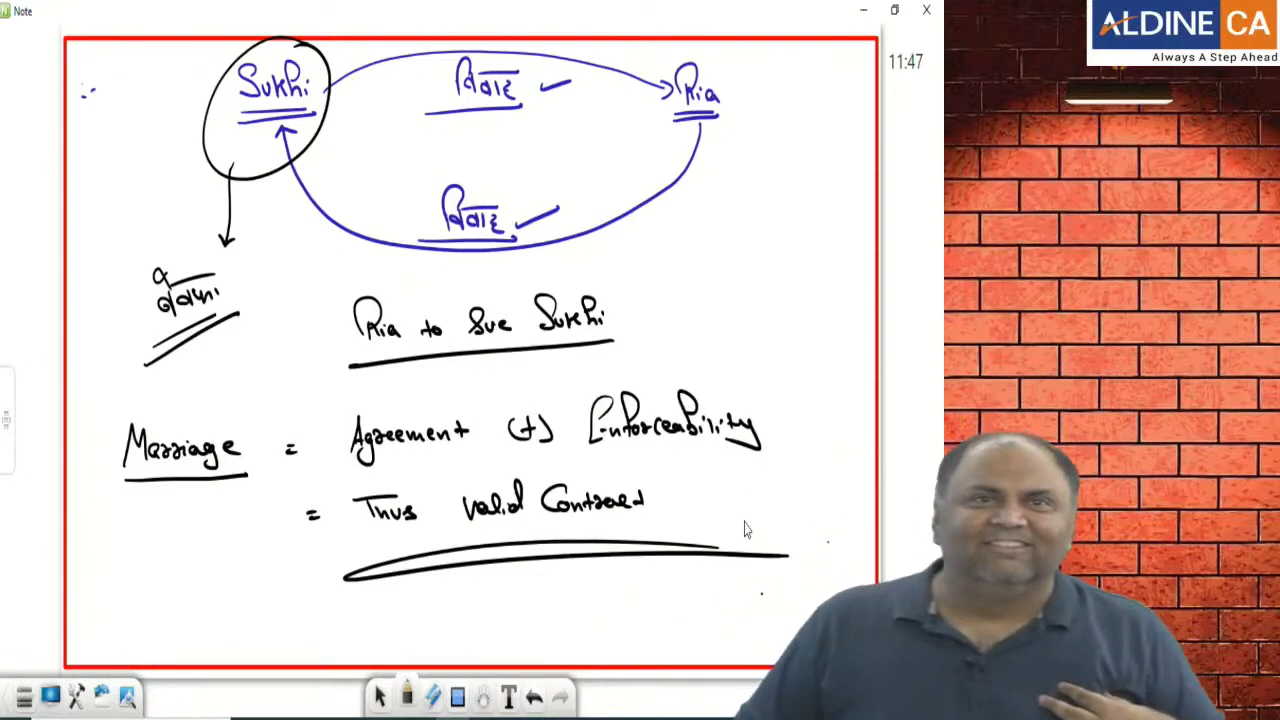 Note
ALDINE CA
Always A Step Ahead
11:47
Sukhi विवाह Ria
विवाह
Ria to Sue Sukhi
Marriage = Agreement (+) Enforceability
= Thus valid Contract